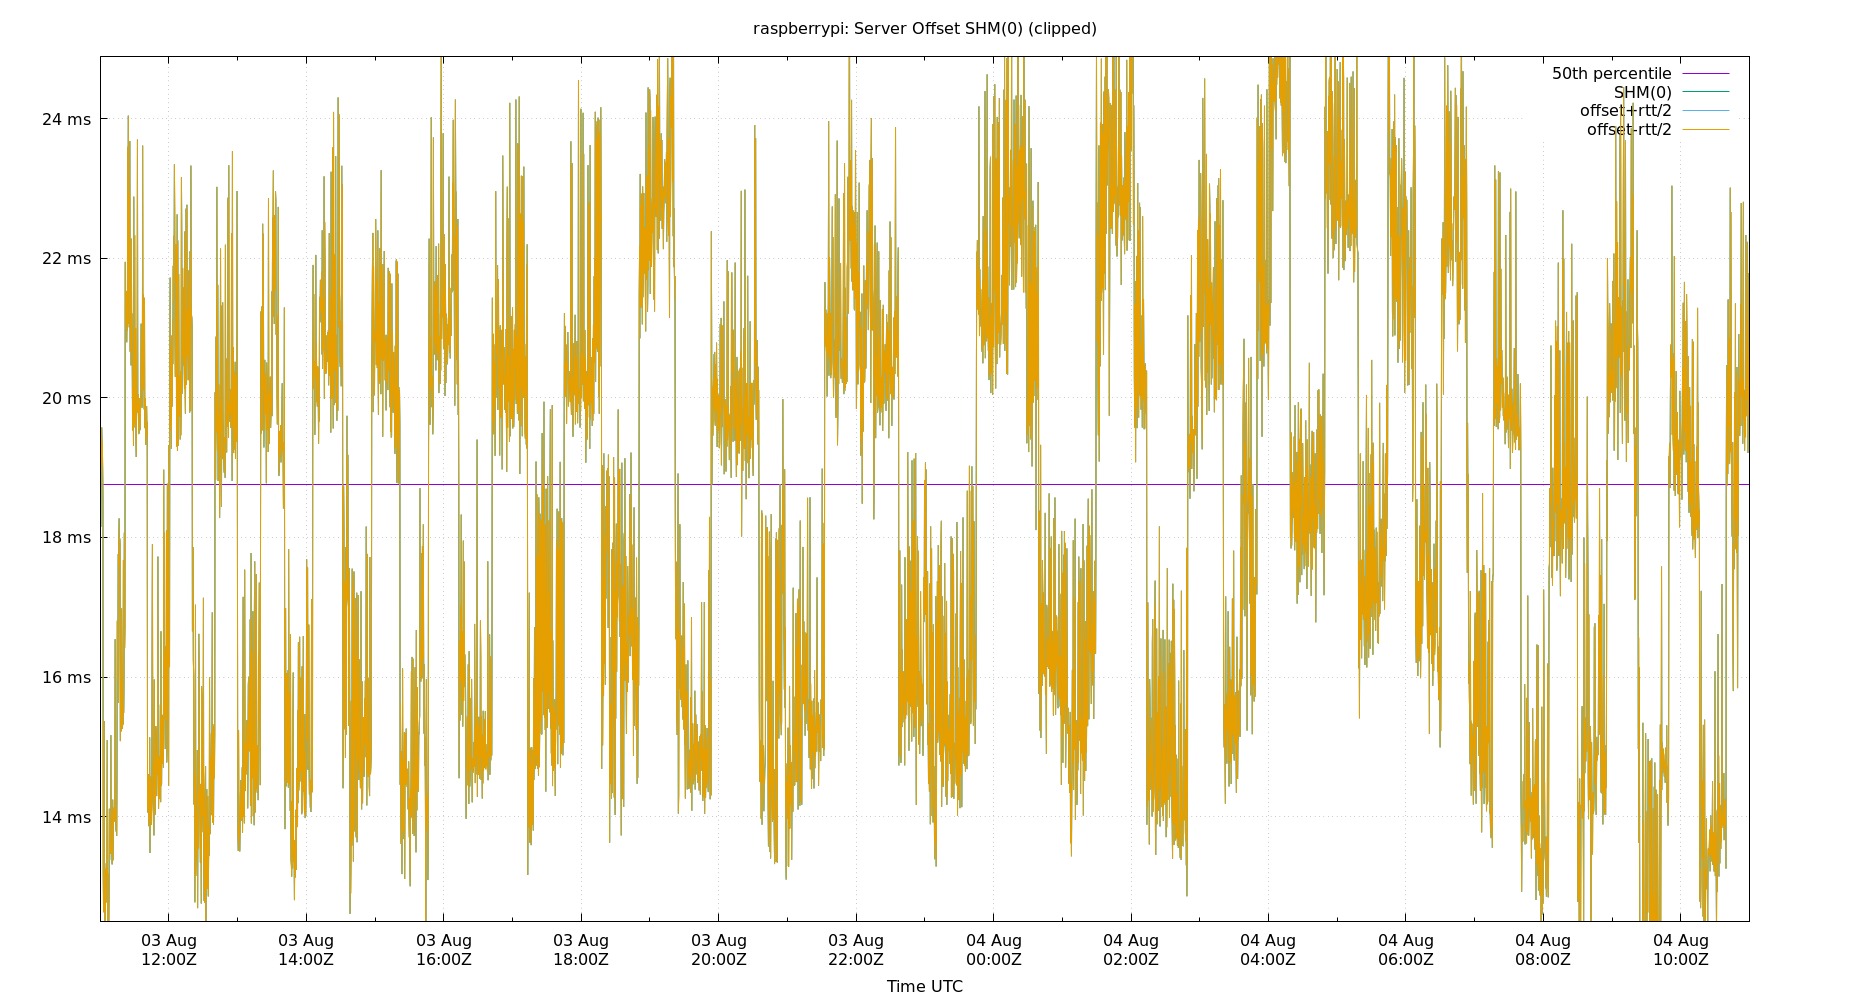 raspberrypi: Server Offset SHM(0) (clipped)
50th percentile
SHM(0)
offset+rtt/2
offset-rtt/2
24 ms
22 ms
20 ms
18 ms
16 ms
14 ms
03 Aug 03 Aug 03 Aug 03 Aug 03 Aug 03 Aug 04 Aug 04 Aug 04 Aug 04 Aug 04 Aug 04 Aug
12:00Z 14:00Z 16:00Z 18:00Z 20:00Z 22:00Z 00:00Z 02:00Z 04:00Z 06:00Z 08:00Z 10:00Z
Time UTC